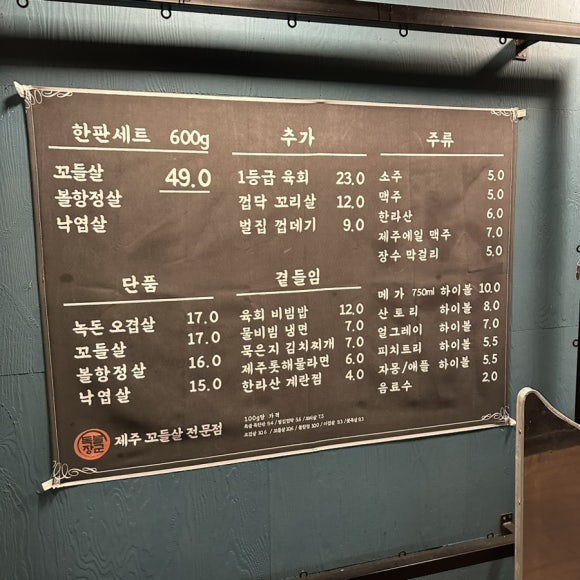 한판세트 600g
꼬들살 49.0
볼항정살
낙엽살
추가
1등급 육회 23.0
껍닥 꼬리살 12.0
벌집 껍데기 9.0
주류
소주 5.0
맥주 5.0
한라산 6.0
제주에일 맥주 7.0
장수 막걸리 5.0
단품
녹돈 오겹살 17.0
꼬들살 17.0
볼항정살 16.0
낙엽살 15.0
곁들임
육회 비빔밥 12.0
물비빔 냉면 7.0
묵은지 김치찌개 7.0
제주돗해물라면 6.0
한라산 계란찜 4.0
메가 750ml 하이볼 10.0
산토리 하이볼 8.0
얼그레이 하이볼 7.0
피치트리 하이볼 5.5
자몽/애플 하이볼 5.5
음료수 2.0
100g당 가격
제주 꼬들살 전문점